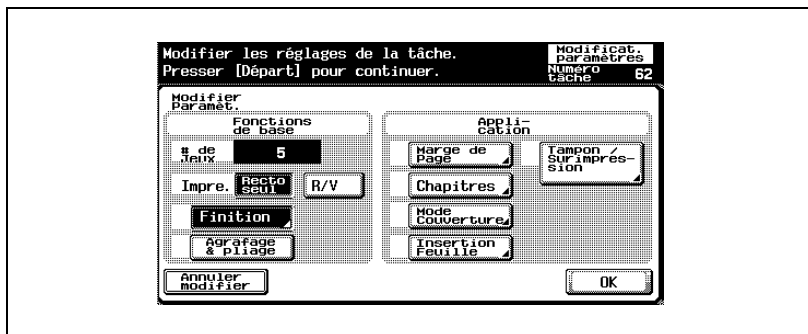 Modifier les réglages de la tâche.
Presser [Départ] pour continuer.
Modificat.
paramètres
Numéro
tâche
62
Modifier
Paramét.
Fonctions
de base
# de
Jeux
5
Impre.
Recto
seul
R/V
Finition
Agrafage
& pliage
Annuler
modifier
Appli-
cation
Marge de
Page
Chapitres
Mode
Couverture
Insertion
Feuille
Tampon /
Surimpres-
sion
OK